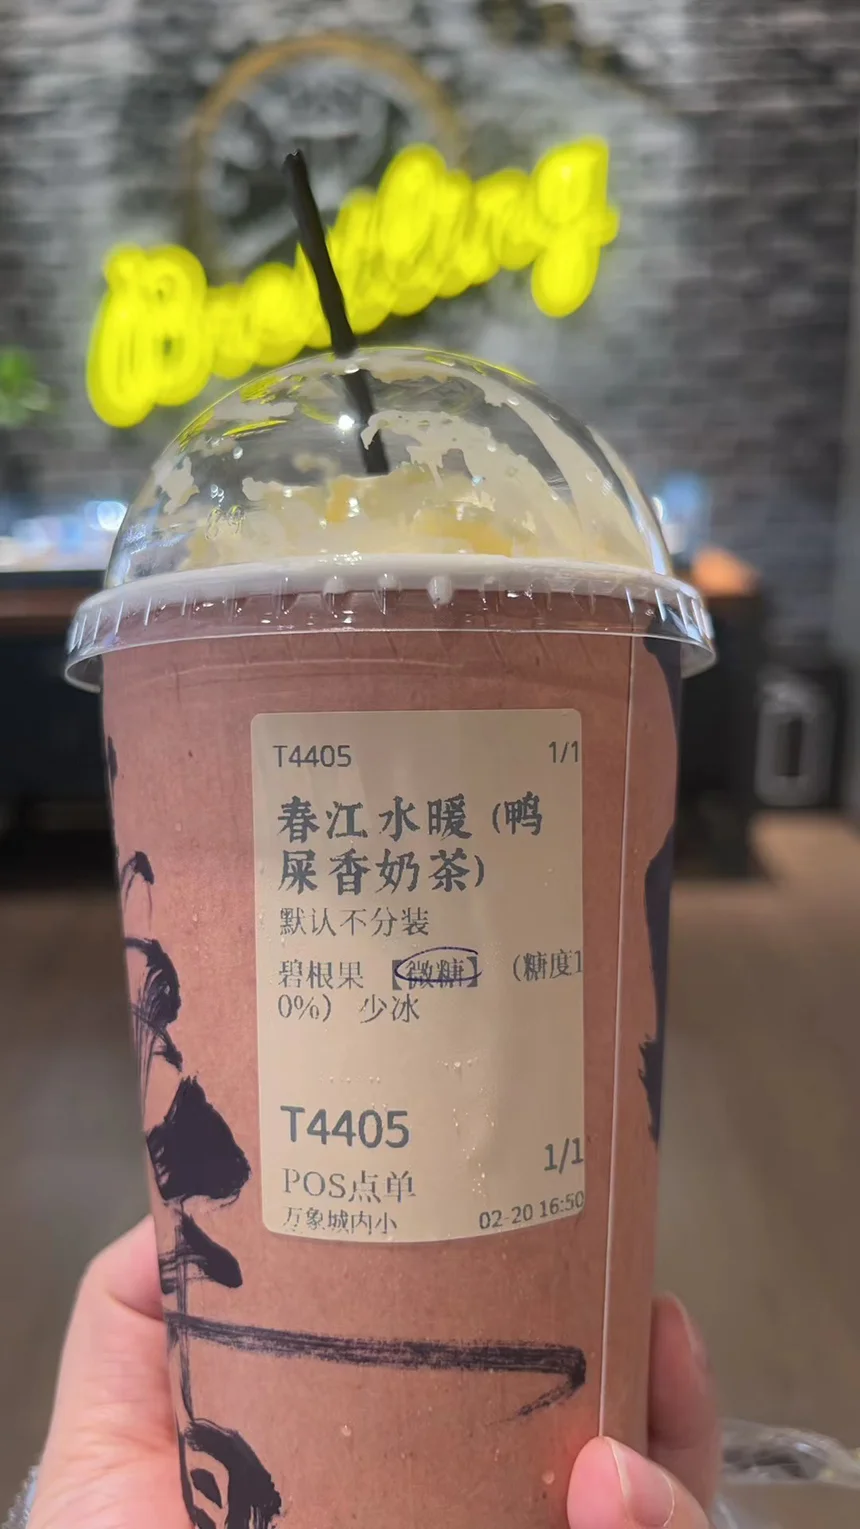 T4405 1/1
春江水暖（鸭
屎香奶茶）
默认不分装
碧根果 【微糖】 （糖度1
0%） 少冰
T4405
1/1
POS点单
万象城内小 02-20 16:50